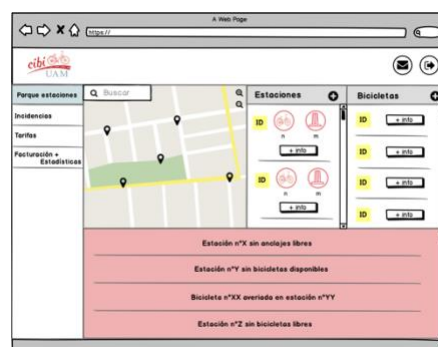 A Web Page
https://
cibi
UAM
Parque estaciones
Incidencias
Tarifas
Facturación +
Estadísticas
Buscar
Estaciones
ID
n m
+ info
ID
n m
+ info
Bicicletas
ID + info
ID + info
ID + info
ID + info
Estación nºX sin anclajes libres
Estación nºY sin bicicletas disponibles
Bicicleta nºXX averiada en estación nºYY
Estación nºZ sin bicicletas libres